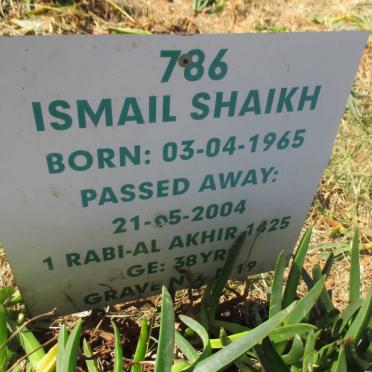 786
ISMAIL SHAIKH
BORN: 03-04-1965
PASSED AWAY:
21-05-2004
1 RABI-AL AKHIR 1425
GE: 38YR
GRAVE 19